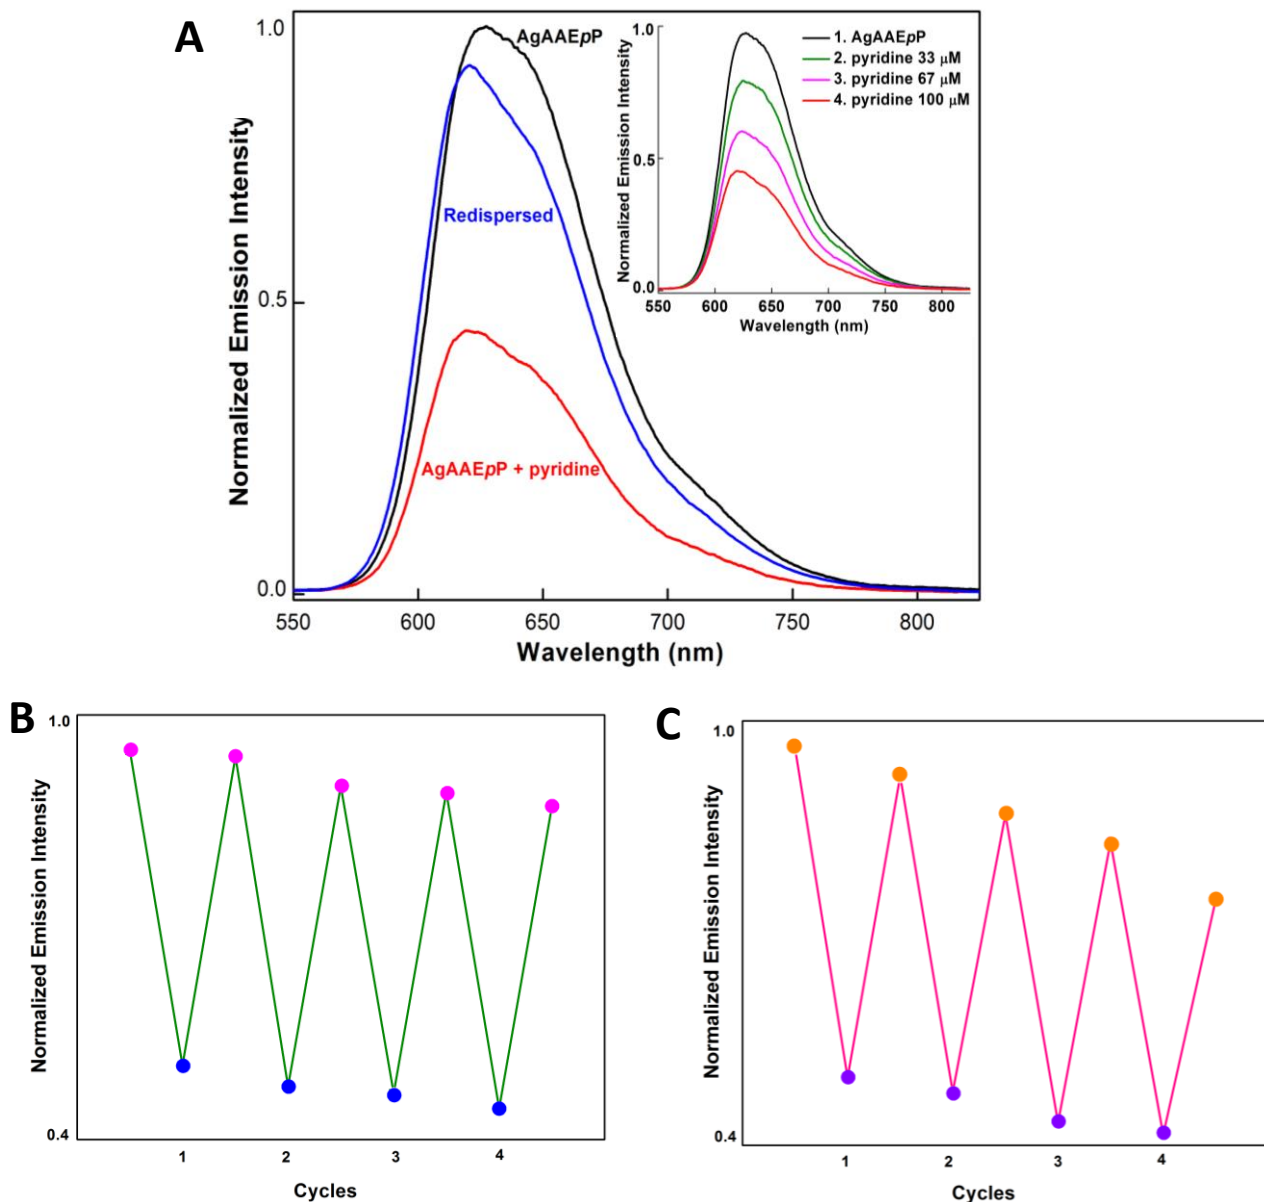 A
1.0
AgAAEpP
Redispersed
0.5
AgAAEpP + pyridine
0.0
550 600 650 700 750 800
Wavelength (nm)
Normalized Emission Intensity
1.0
1. AgAAEpP
2. pyridine 33 μM
3. pyridine 67 μM
4. pyridine 100 μM
0.5
0.0
550 600 650 700 750 800
Wavelength (nm)
Normalized Emission Intensity
B
1.0
Normalized Emission Intensity
0.4
1 2 3 4
Cycles
C
1.0
Normalized Emission Intensity
0.4
1 2 3 4
Cycles